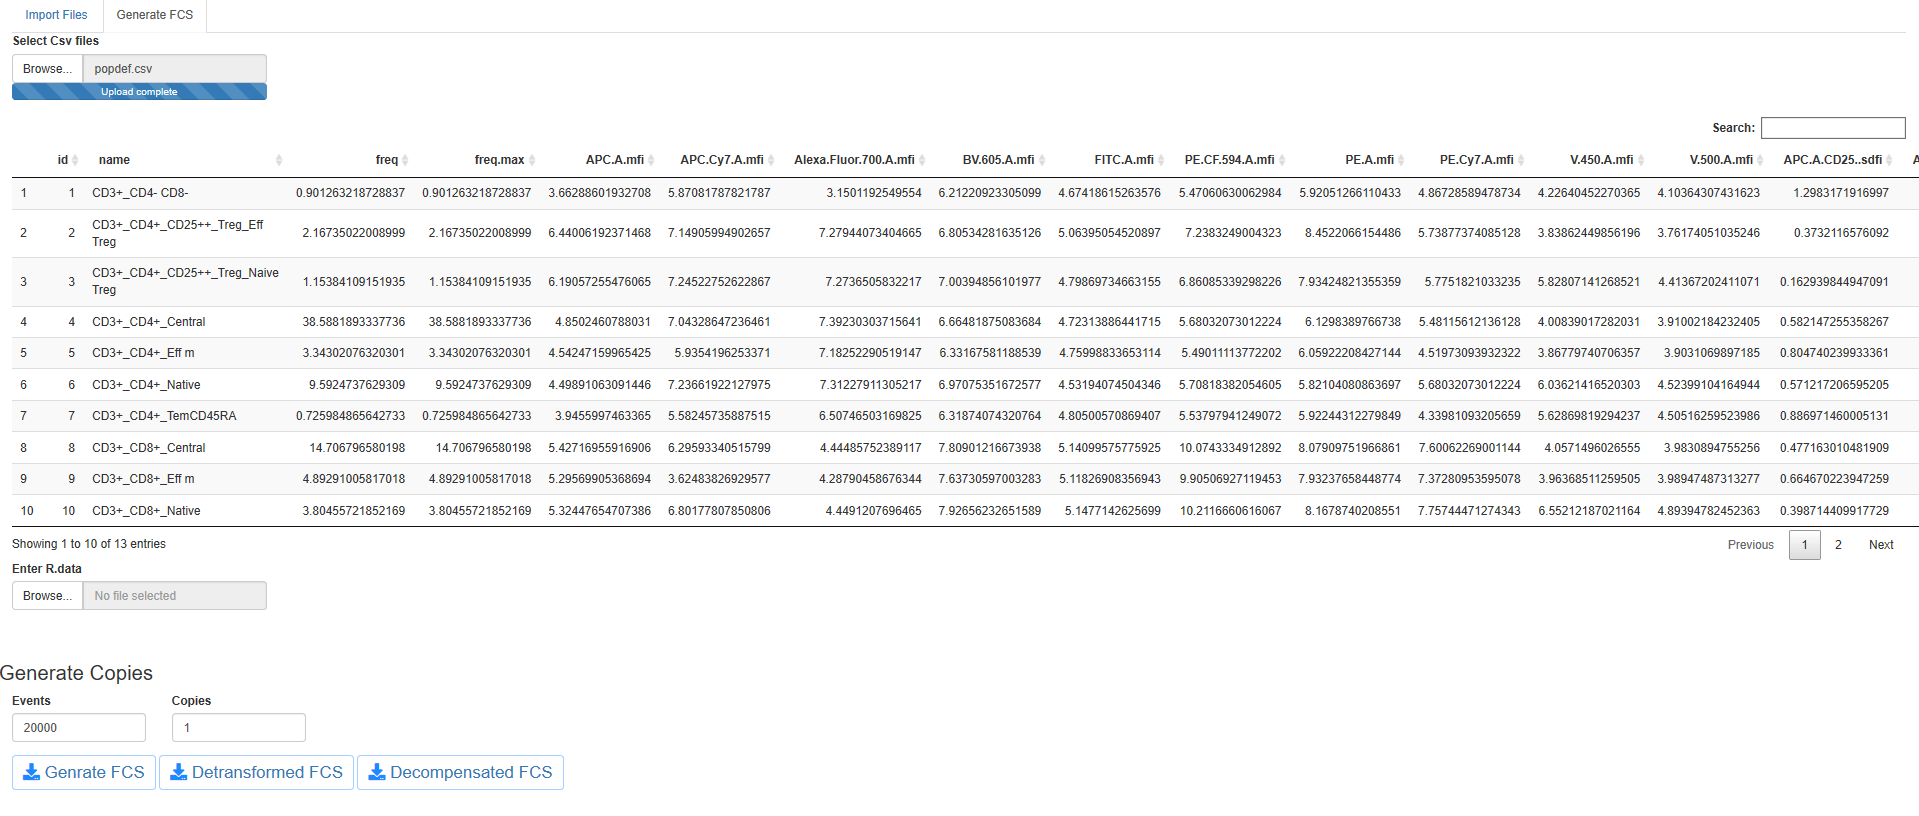 Import Files Generate FCS
Select Csv files
Browse... popdef.csv
Upload complete
Search:
id name freq freq.max APC.A.mfi APC.Cy7.A.mfi Alexa.Fluor.700.A.mfi BV.605.A.mfi FITC.A.mfi PE.CF.594.A.mfi PE.A.mfi PE.Cy7.A.mfi V.450.A.mfi V.500.A.mfi APC.A.CD25..sdfi A
1 1 CD3+_CD4- CD8- 0.901263218728837 0.901263218728837 3.66288601932708 5.87081787821787 3.1501192549554 6.21220923305099 4.67418615263576 5.47060630062984 5.92051266110433 4.86728589478734 4.22640452270365 4.10364307431623 1.2983171916997
2 2 CD3+_CD4+_CD25++_Treg_Eff Treg 2.16735022008999 2.16735022008999 6.44006192371468 7.14905994902657 7.27944073404665 6.80534281635126 5.06395054520897 7.2383249004323 8.4522066154486 5.73877374085128 3.83862449856196 3.76174051035246 0.3732116576092
3 3 CD3+_CD4+_CD25++_Treg_Naive Treg 1.15384109151935 1.15384109151935 6.19057255476065 7.24522752622867 7.2736505832217 7.00394856101977 4.79869734663155 6.86085339298226 7.93424821355359 5.7751821033235 5.82807141268521 4.41367202411071 0.162939844947091
4 4 CD3+_CD4+_Central 38.5881893337736 38.5881893337736 4.8502460788031 7.04328647236461 7.39230303715641 6.66481875083684 4.72313886441715 5.68032073012224 6.1298389766738 5.48115612136128 4.00839017282031 3.91002184232405 0.582147255358267
5 5 CD3+_CD4+_Eff m 3.34302076320301 3.34302076320301 4.54247159965425 5.9354196253371 7.18252290519147 6.33167581188539 4.75998833653114 5.49011113772202 6.05922208427144 4.51973093932322 3.86779740706357 3.9031069897185 0.804740239933361
6 6 CD3+_CD4+_Native 9.5924737629309 9.5924737629309 4.49891063091446 7.23661922127975 7.31227911305217 6.97075351672577 4.53194074504346 5.70818382054605 5.82104080863697 5.68032073012224 6.03621416520303 4.52399104164944 0.571217206595205
7 7 CD3+_CD4+_TemCD45RA 0.725984865642733 0.725984865642733 3.9455997463365 5.58245735887515 6.50746503169825 6.31874074320764 4.80500570869407 5.53797941249072 5.92244312279849 4.33981093205659 5.62869819294237 4.50516259523986 0.886971460005131
8 8 CD3+_CD8+_Central 14.706796580198 14.706796580198 5.42716955916906 6.29593340515799 4.44485752389117 7.80901216673938 5.14099575775925 10.0743334912892 8.07909751966861 7.60062269001144 4.0571496026555 3.9830894755256 0.477163010481909
9 9 CD3+_CD8+_Eff m 4.89291005817018 4.89291005817018 5.29569905368694 3.62483826929577 4.28790458676344 7.63730597003283 5.11826908356943 9.90506927119453 7.93237658448774 7.37280953595078 3.96368511259505 3.98947487313277 0.664670223947259
10 10 CD3+_CD8+_Native 3.80455721852169 3.80455721852169 5.32447654707386 6.80177807850806 4.4491207696465 7.92656232651589 5.1477142625699 10.2116660616067 8.1678740208551 7.75744471274343 6.55212187021164 4.89394782452363 0.398714409917729
Showing 1 to 10 of 13 entries Previous 1 2 Next
Enter R.data
Browse... No file selected
Generate Copies
Events Copies
20000 1
Genrate FCS Detransformed FCS Decompensated FCS